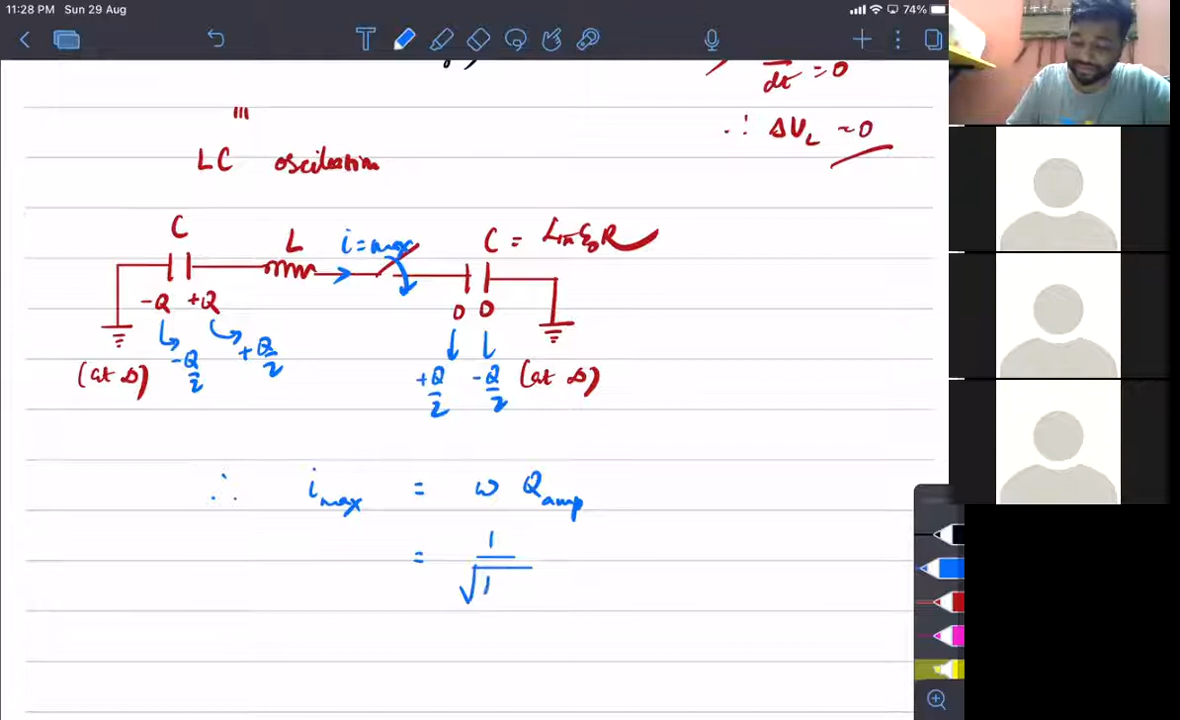 11:28 PM Sun 29 Aug 74%
dt = 0
∴ ΔV_L = 0
III
LC oscillation
C L i = max C = 4πε₀R
-Q +Q 0 0
-Q/2 +Q/2 +Q/2 -Q/2
(at ∞) (at ∞)
∴ i_max = ω Q_amp
= 1/√